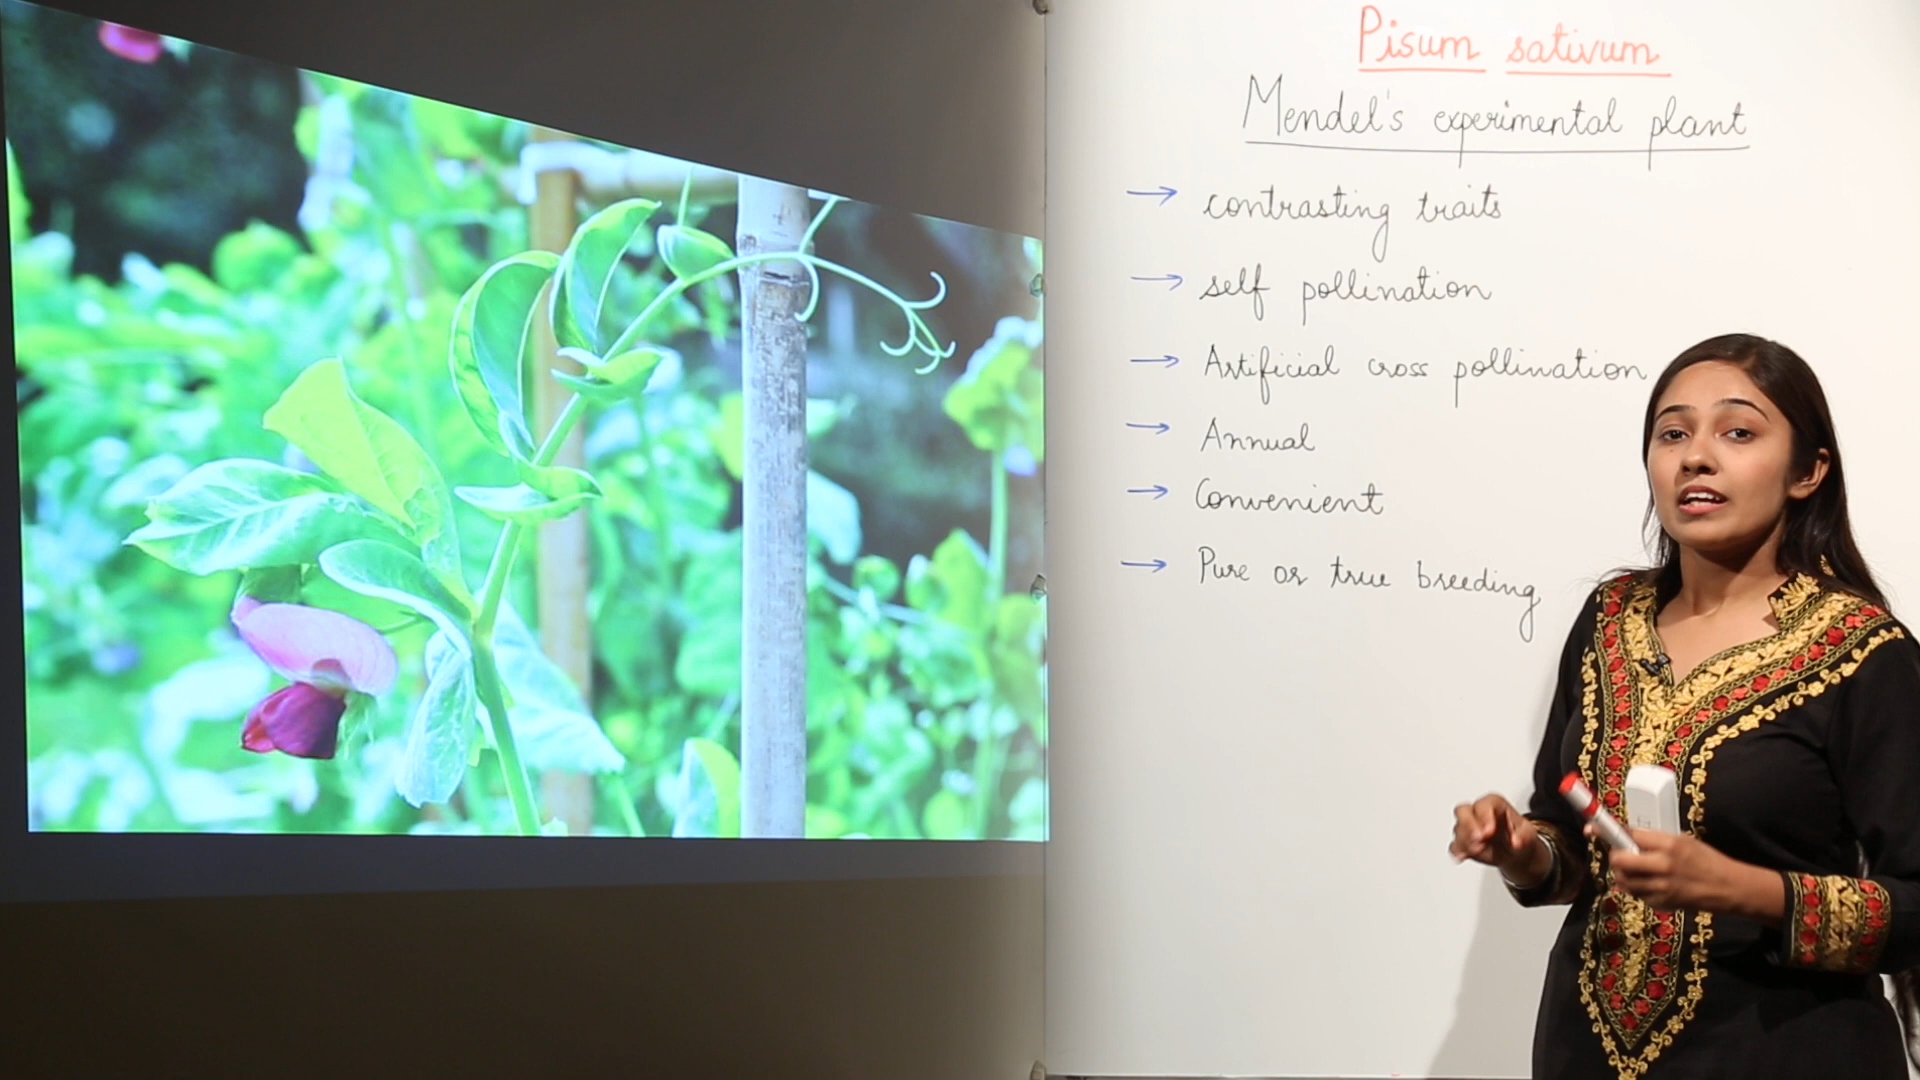 Pisum sativum
Mendel's experimental plant
→ contrasting traits
→ self pollination
→ Artificial cross pollination
→ Annual
→ Convenient
→ Pure or true breeding